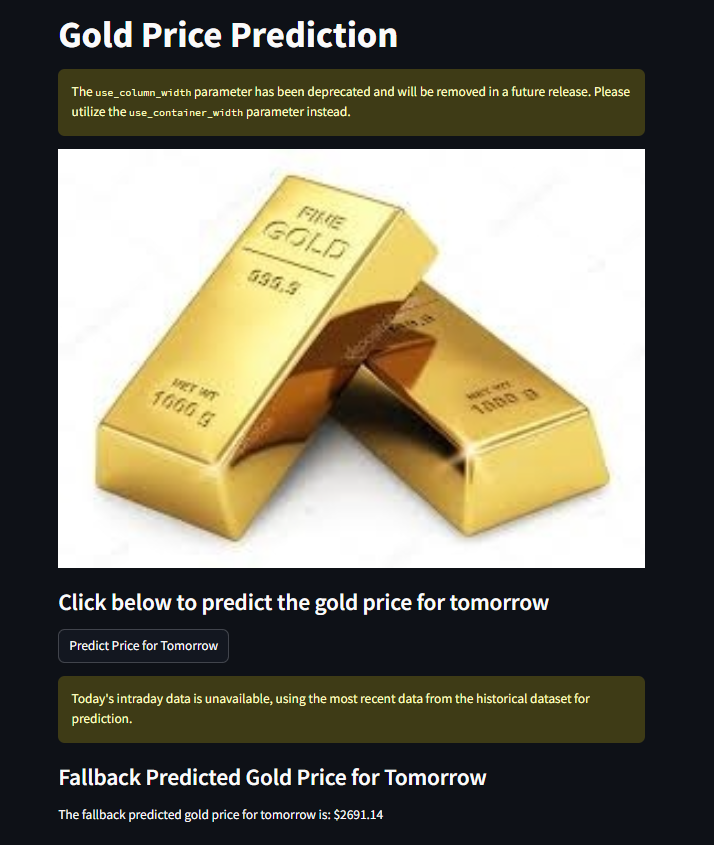 Gold Price Prediction
The use_column_width parameter has been deprecated and will be removed in a future release. Please
utilize the use_container_width parameter instead.
FINE
GOLD
999.9
NET WT
1000 g
NET WT
1000 g
Click below to predict the gold price for tomorrow
Predict Price for Tomorrow
Today's intraday data is unavailable, using the most recent data from the historical dataset for
prediction.
Fallback Predicted Gold Price for Tomorrow
The fallback predicted gold price for tomorrow is: $2691.14